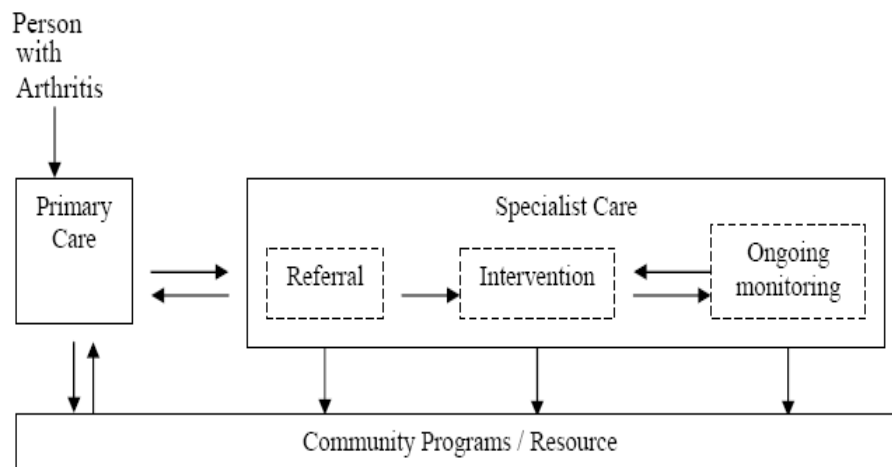 Person
with
Arthritis
Primary
Care
Specialist Care
Referral
Intervention
Ongoing
monitoring
Community Programs / Resource